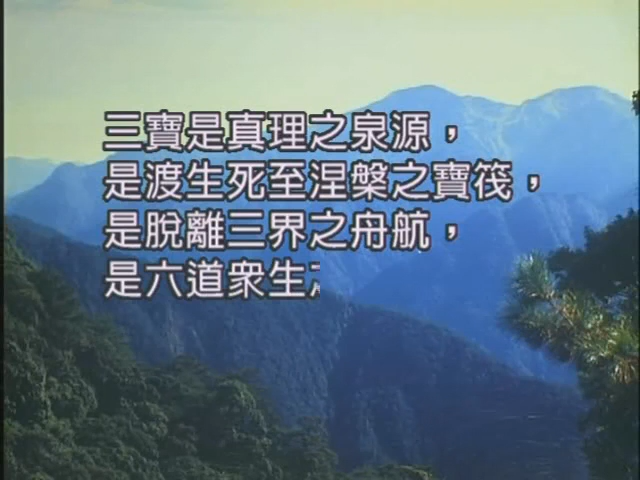 三寶是真理之泉源，
是渡生死至涅槃之寶筏，
是脫離三界之舟航，
是六道衆生